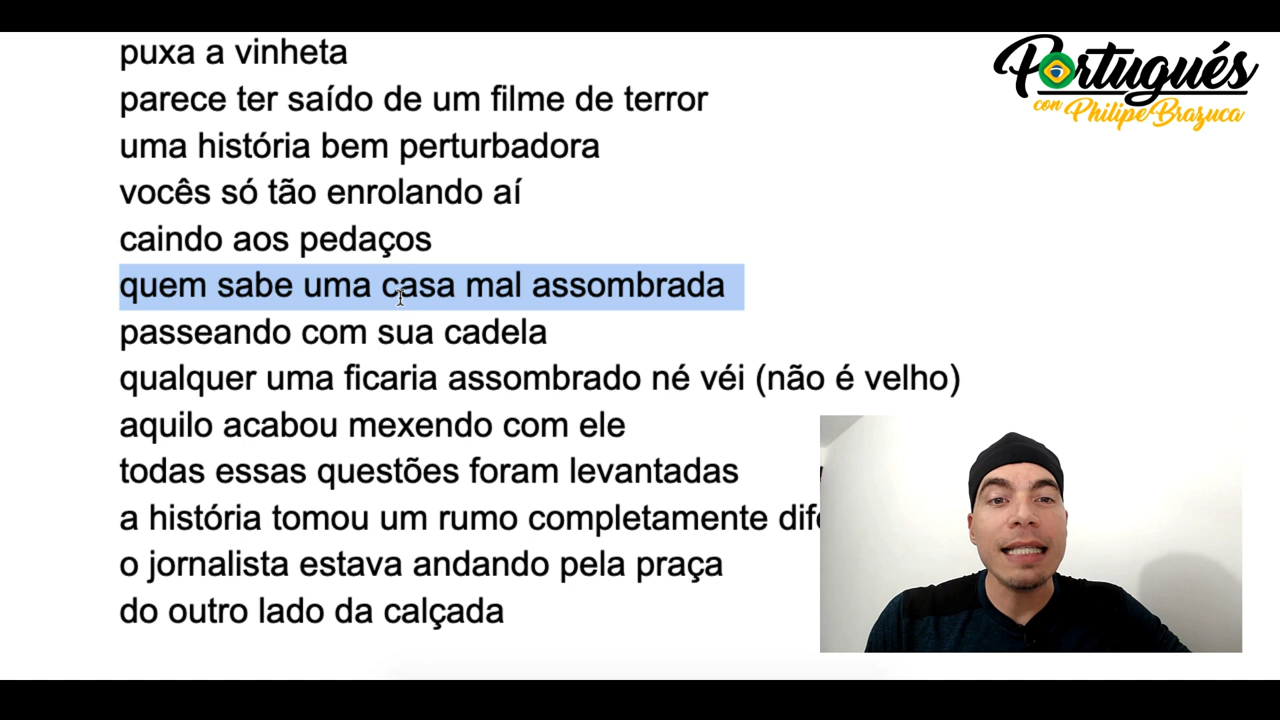 puxa a vinheta
parece ter saído de um filme de terror
uma história bem perturbadora
vocês só tão enrolando aí
caindo aos pedaços
quem sabe uma casa mal assombrada
passeando com sua cadela
qualquer uma ficaria assombrado né véi (não é velho)
aquilo acabou mexendo com ele
todas essas questões foram levantadas
a história tomou um rumo completamente
o jornalista estava andando pela praça
do outro lado da calçada
Portugués
con Philipe Brazuca